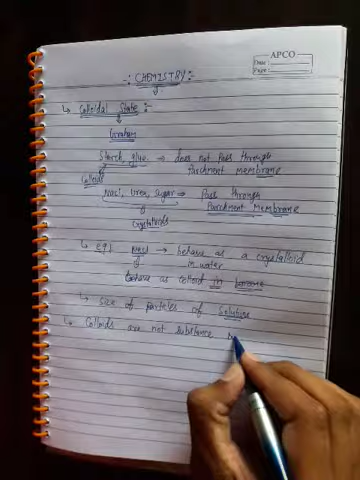 APCO
Date :
Page :
-: CHEMISTRY :-
↳ Colloidal State :-
Graham
Starch, glue. → does not Pass through
Parchment membrane
Colloids
NaCl, Urea, sugar → Pass through
Parchment Membrane
Crystalloids
↳ eg) NaCl → behave as a crystalloid
in water
behave as colloid in benzene
↳ size of particles of Solution
↳ Colloids are not substance